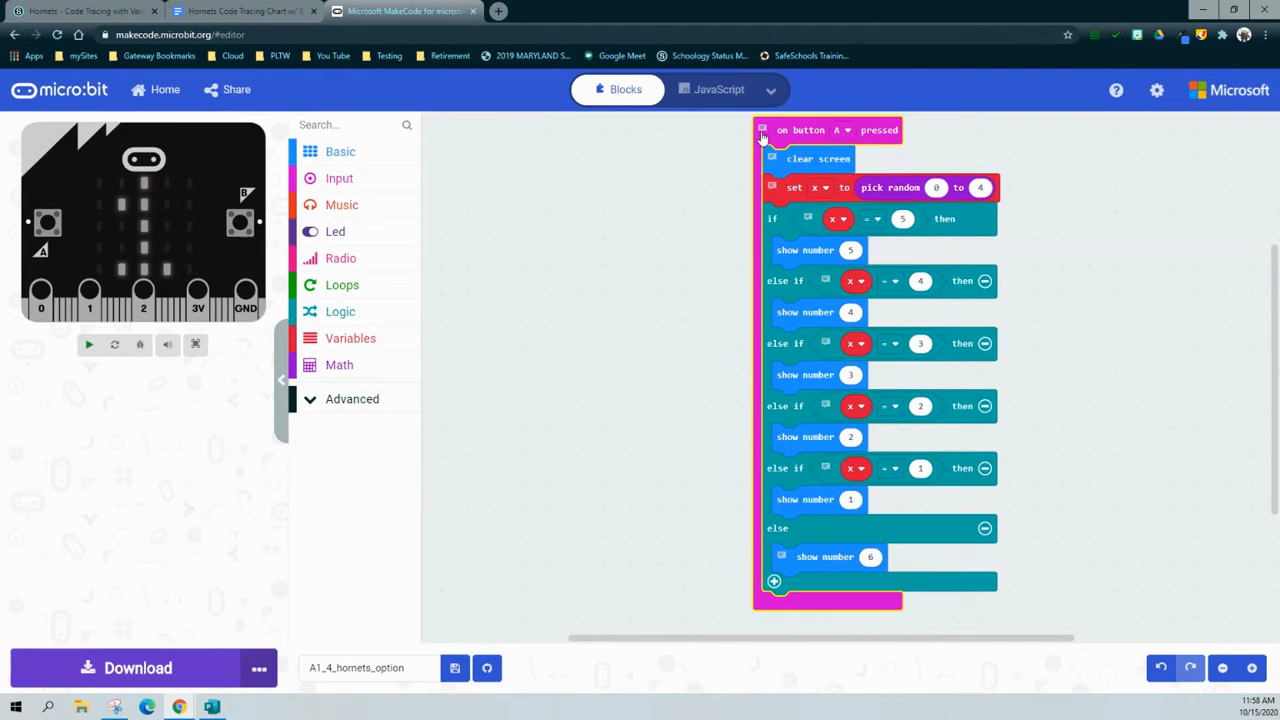 Hornets - Code Tracing with Var
Hornets Code Tracing Chart w/ B
Microsoft MakeCode for micro:bit
makecode.microbit.org/#editor
Apps mySites Gateway Bookmarks Cloud PLTW You Tube Testing Retirement 2019 MARYLAND S... Google Meet Schoology Status M... SafeSchools Training...
micro:bit Home Share Blocks JavaScript Microsoft
Search...
Basic
Input
Music
Led
Radio
Loops
Logic
Variables
Math
Advanced
A
B
0 1 2 3V GND
on button A pressed
clear screen
set x to pick random 0 to 4
if x = 5 then
show number 5
else if x = 4 then
show number 4
else if x = 3 then
show number 3
else if x = 2 then
show number 2
else if x = 1 then
show number 1
else
show number 6
Download ...
A1_4_hornets_option
11:58 AM
10/15/2020